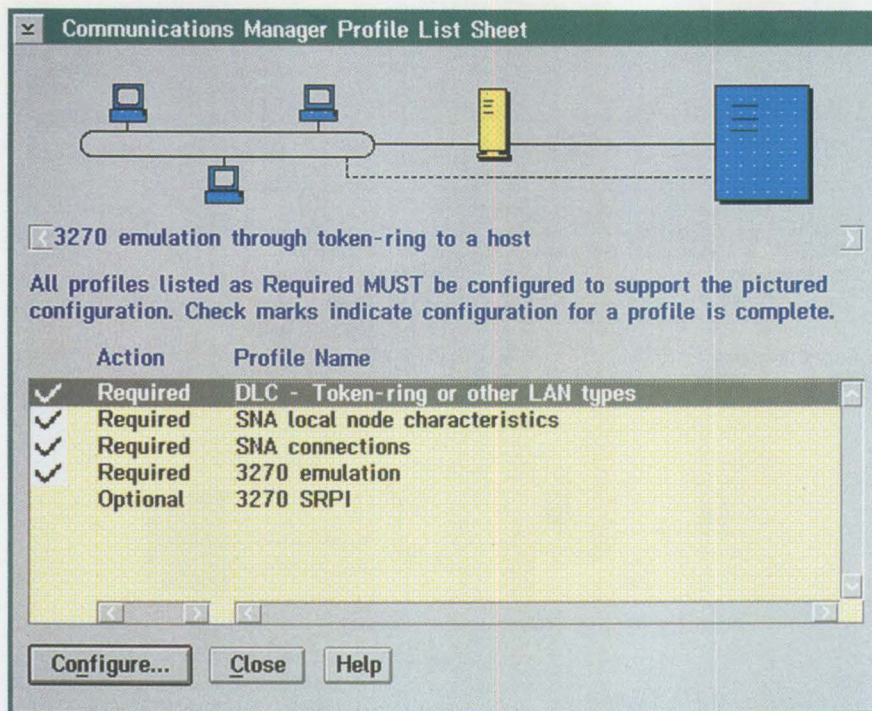 Communications Manager Profile List Sheet
3270 emulation through token-ring to a host
All profiles listed as Required MUST be configured to support the pictured
configuration. Check marks indicate configuration for a profile is complete.
Action Profile Name
Required DLC - Token-ring or other LAN types
Required SNA local node characteristics
Required SNA connections
Required 3270 emulation
Optional 3270 SRPI
Configure... Close Help